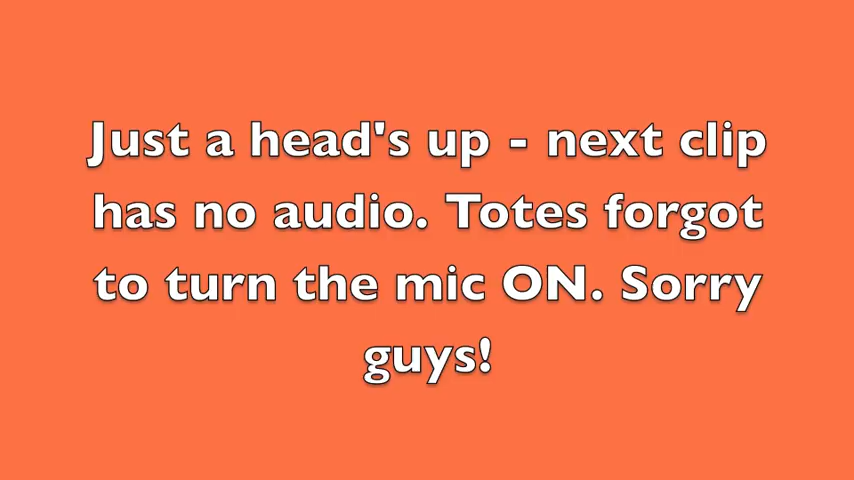 Just a head's up - next clip
has no audio. Totes forgot
to turn the mic ON. Sorry
guys!